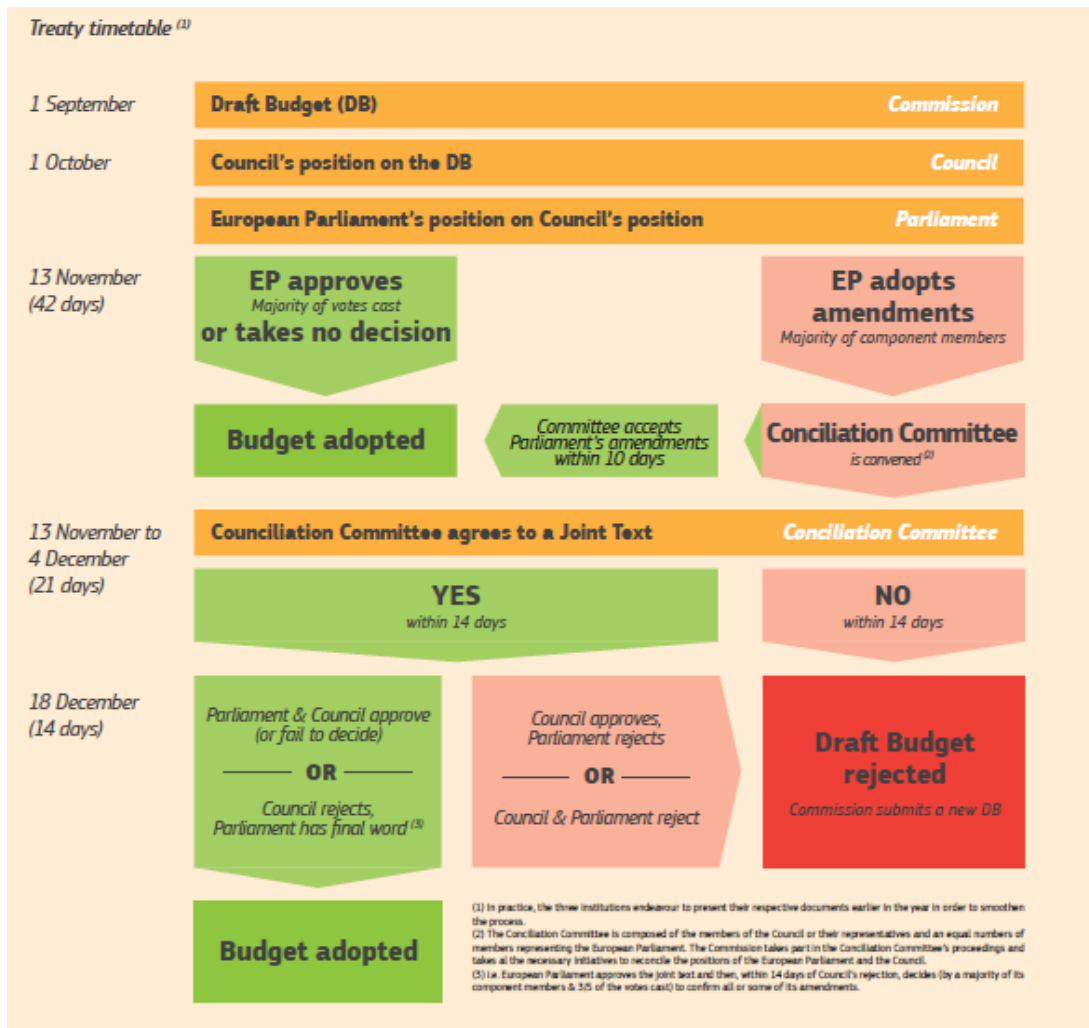 Treaty timetable (1)
1 September
Draft Budget (DB)
Commission
1 October
Council's position on the DB
Council
European Parliament's position on Council's position
Parliament
13 November
(42 days)
EP approves
Majority of votes cast
or takes no decision
EP adopts
amendments
Majority of component members
Budget adopted
Committee accepts
Parliament's amendments
within 10 days
Conciliation Committee
is convened (2)
13 November to
4 December
(21 days)
Counciliation Committee agrees to a Joint Text
Conciliation Committee
YES
within 14 days
NO
within 14 days
18 December
(14 days)
Parliament & Council approve
(or fail to decide)
OR
Council rejects,
Parliament has final word (3)
Council approves,
Parliament rejects
OR
Council & Parliament reject
Draft Budget
rejected
Commission submits a new DB
Budget adopted
(1) In practice, the three institutions endeavour to present their respective documents earlier in the year in order to smoothen
the process.
(2) The Conciliation Committee is composed of the members of the Council or their representatives and an equal numbers of
members representing the European Parliament. The Commission takes part in the Conciliation Committee's proceedings and
takes all the necessary initiatives to reconcile the positions of the European Parliament and the Council.
(3) i.e. European Parliament approves the joint text and then, within 14 days of Council's rejection, decides (by a majority of its
component members & 3/5 of the votes cast) to confirm all or some of its amendments.